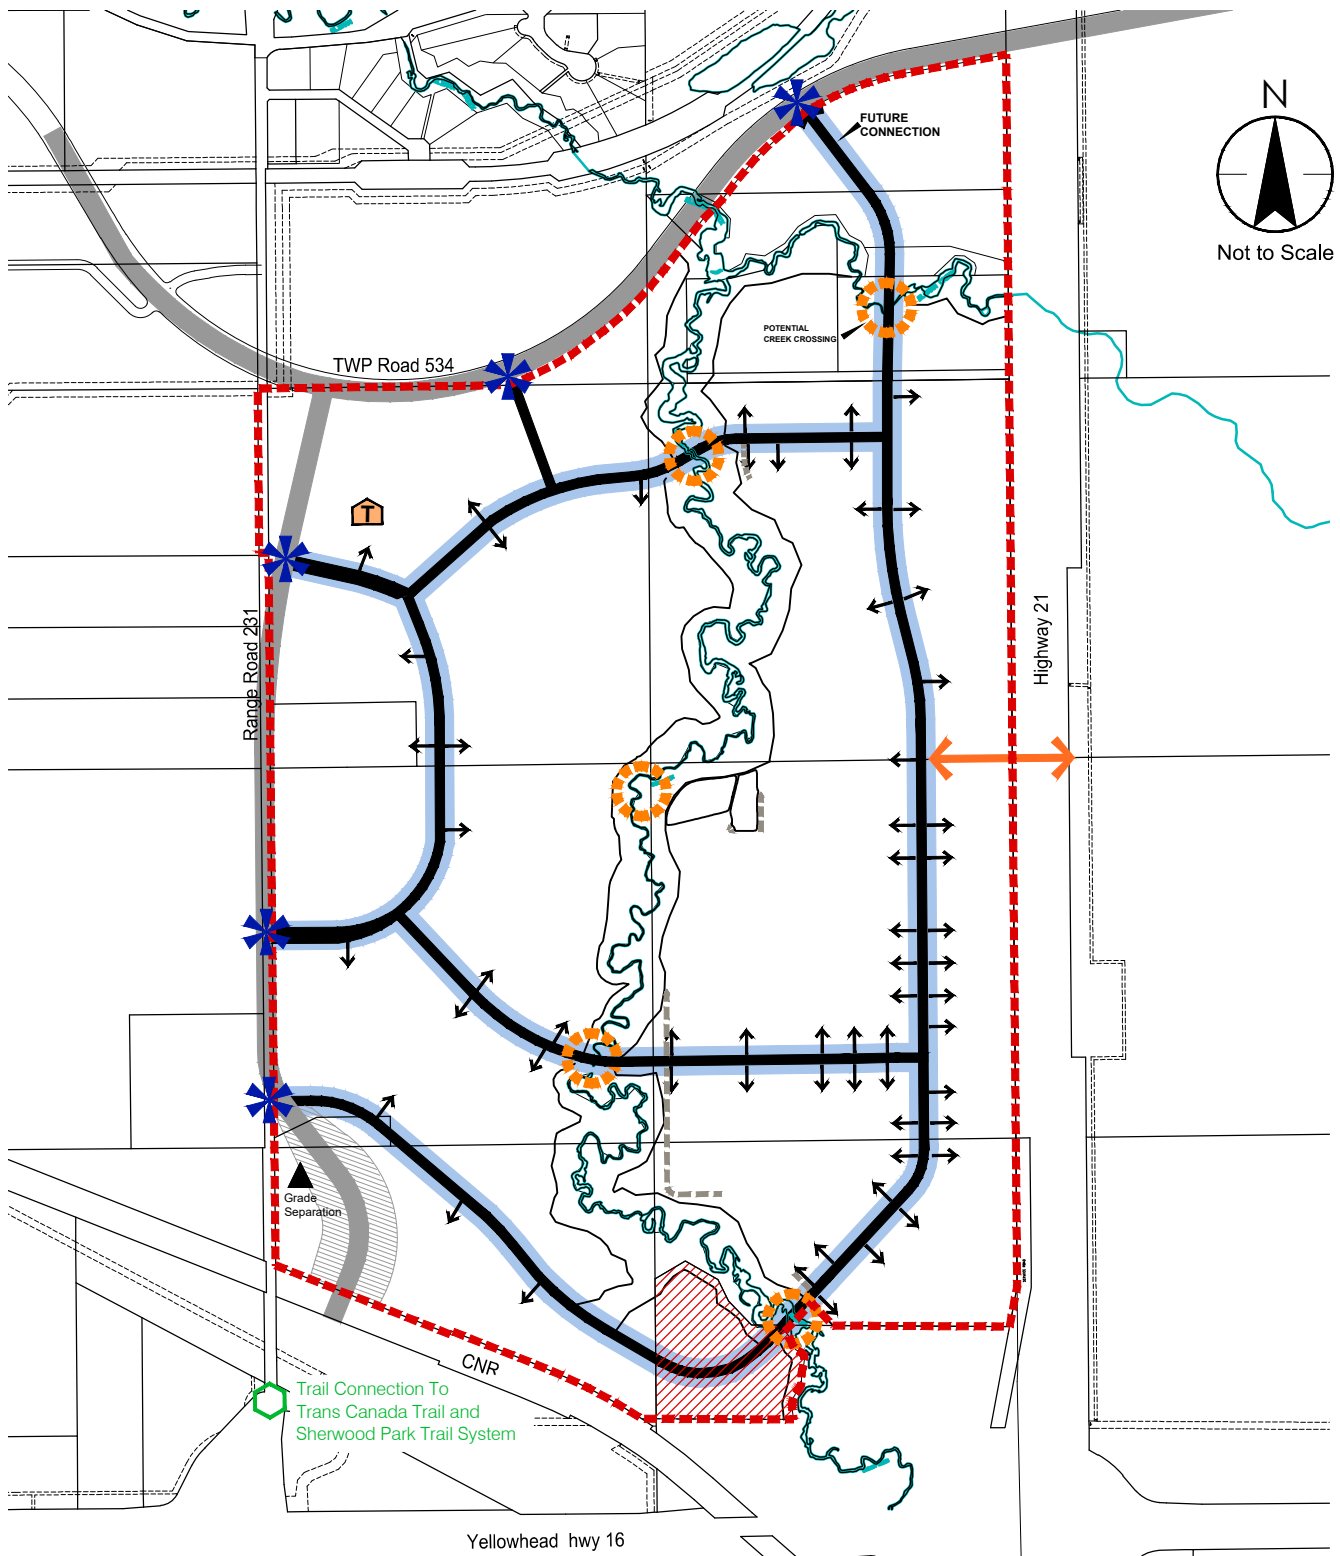 FUTURE
CONNECTION
N
Not to Scale
POTENTIAL
CREEK CROSSING
TWP Road 534
T
Range Road 231
Highway 21
Grade
Separation
CNR
Trail Connection To
Trans Canada Trail and
Sherwood Park Trail System
Yellowhead hwy 16